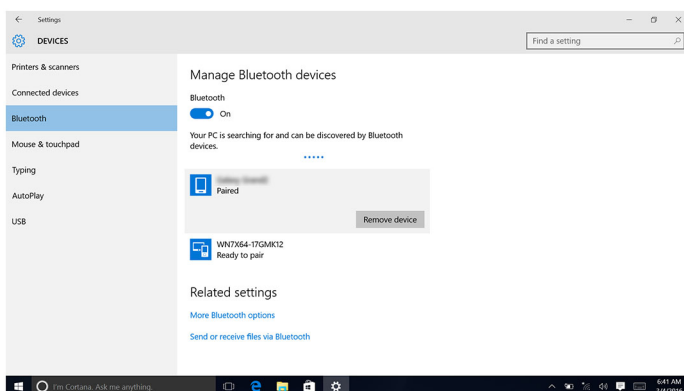 Settings
DEVICES
Find a setting
Printers & scanners
Connected devices
Bluetooth
Mouse & touchpad
Typing
AutoPlay
USB
Manage Bluetooth devices
Bluetooth
On
Your PC is searching for and can be discovered by Bluetooth
devices.
Paired
Remove device
WN7X64-17GMK12
Ready to pair
Related settings
More Bluetooth options
Send or receive files via Bluetooth
I'm Cortana. Ask me anything.
6:41 AM
3/4/2016